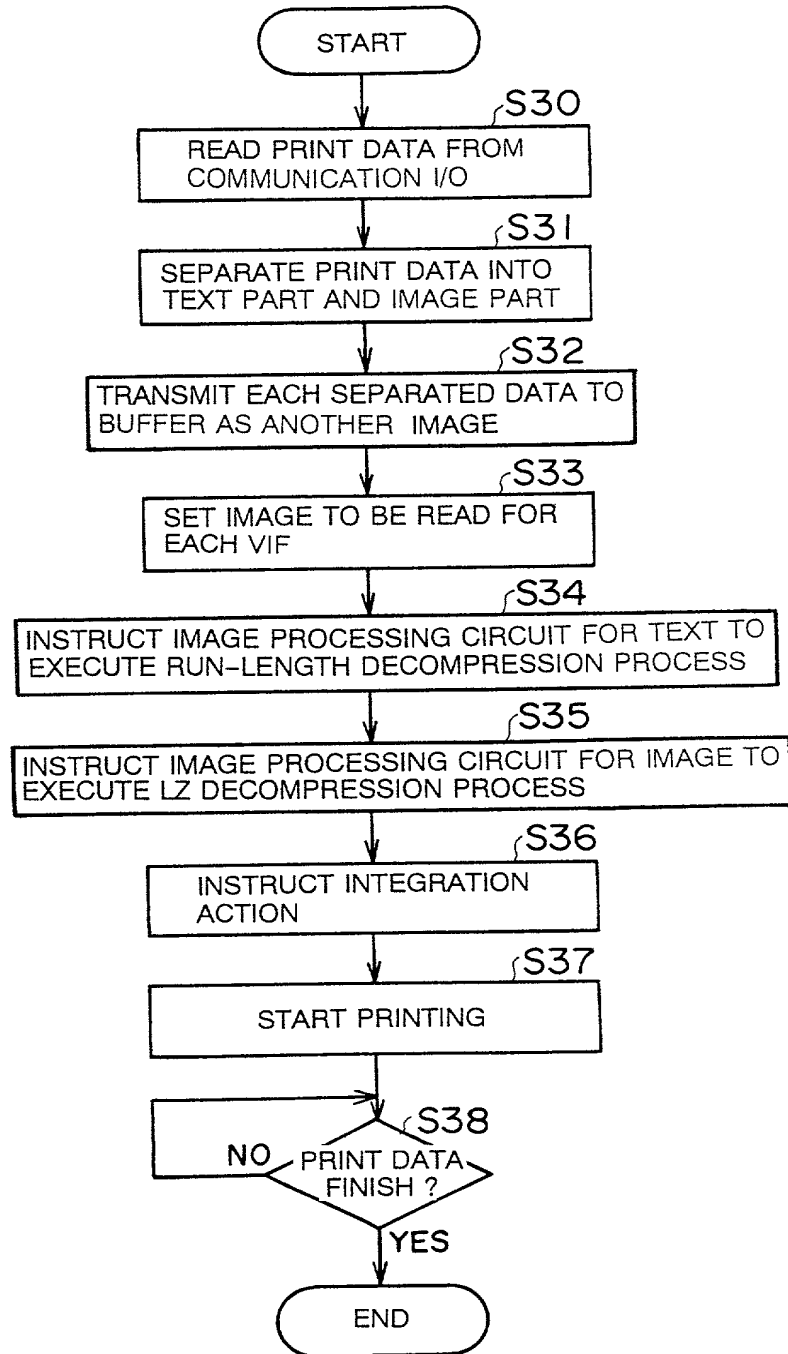 START
S30
READ PRINT DATA FROM
COMMUNICATION I/O
S31
SEPARATE PRINT DATA INTO
TEXT PART AND IMAGE PART
S32
TRANSMIT EACH SEPARATED DATA TO
BUFFER AS ANOTHER IMAGE
S33
SET IMAGE TO BE READ FOR
EACH VIF
S34
INSTRUCT IMAGE PROCESSING CIRCUIT FOR TEXT TO
EXECUTE RUN-LENGTH DECOMPRESSION PROCESS
S35
INSTRUCT IMAGE PROCESSING CIRCUIT FOR IMAGE TO
EXECUTE LZ DECOMPRESSION PROCESS
S36
INSTRUCT INTEGRATION
ACTION
S37
START PRINTING
S38
NO
PRINT DATA
FINISH ?
YES
END